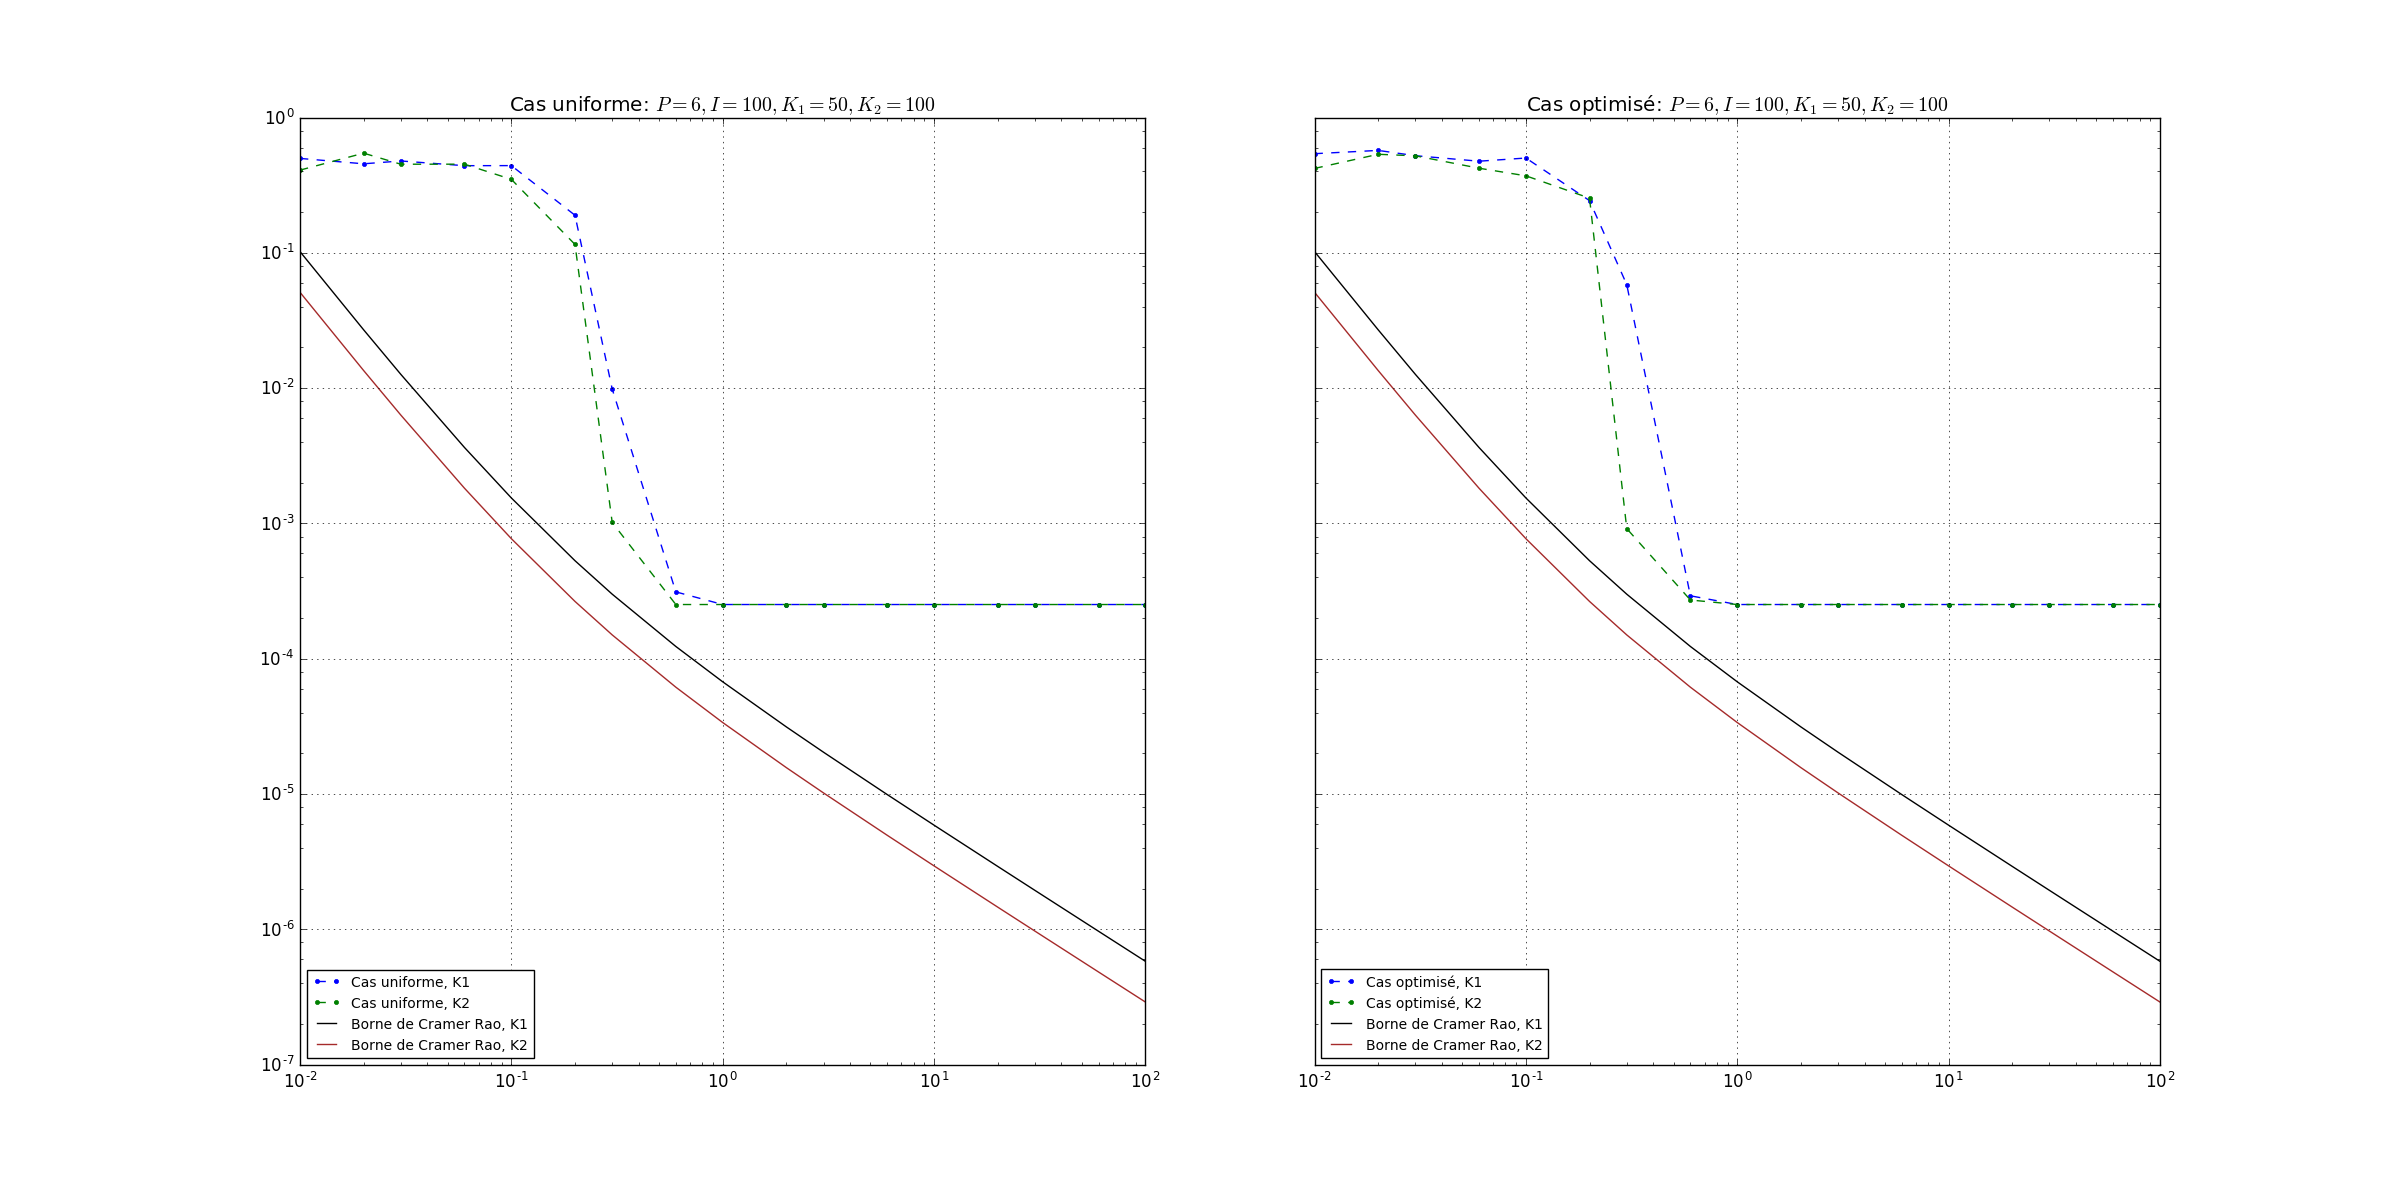 Cas uniforme: P = 6, I = 100, K₁ = 50, K₂ = 100
10⁰
10⁻¹
10⁻²
10⁻³
10⁻⁴
10⁻⁵
10⁻⁶
10⁻⁷
Cas uniforme, K1
Cas uniforme, K2
Borne de Cramer Rao, K1
Borne de Cramer Rao, K2
10⁻² 10⁻¹ 10⁰ 10¹ 10²
Cas optimisé: P = 6, I = 100, K₁ = 50, K₂ = 100
Cas optimisé, K1
Cas optimisé, K2
Borne de Cramer Rao, K1
Borne de Cramer Rao, K2
10⁻² 10⁻¹ 10⁰ 10¹ 10²